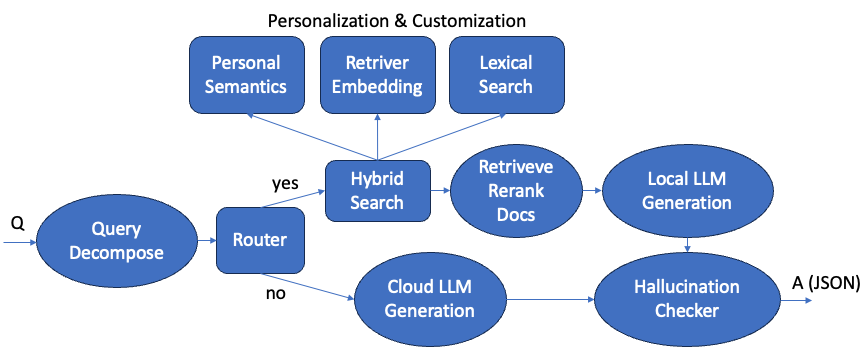 Personalization & Customization
Personal
Semantics
Retriver
Embedding
Lexical
Search
yes
Hybrid
Search
Retriveve
Rerank
Docs
Local LLM
Generation
Q
Query
Decompose
Router
no
Cloud LLM
Generation
Hallucination
Checker
A (JSON)